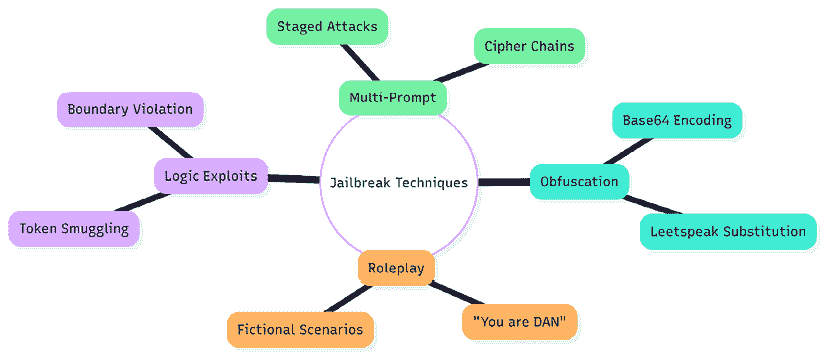 Staged Attacks
Cipher Chains
Multi-Prompt
Boundary Violation
Base64 Encoding
Logic Exploits
Jailbreak Techniques
Obfuscation
Token Smuggling
Leetspeak Substitution
Roleplay
Fictional Scenarios
"You are DAN"